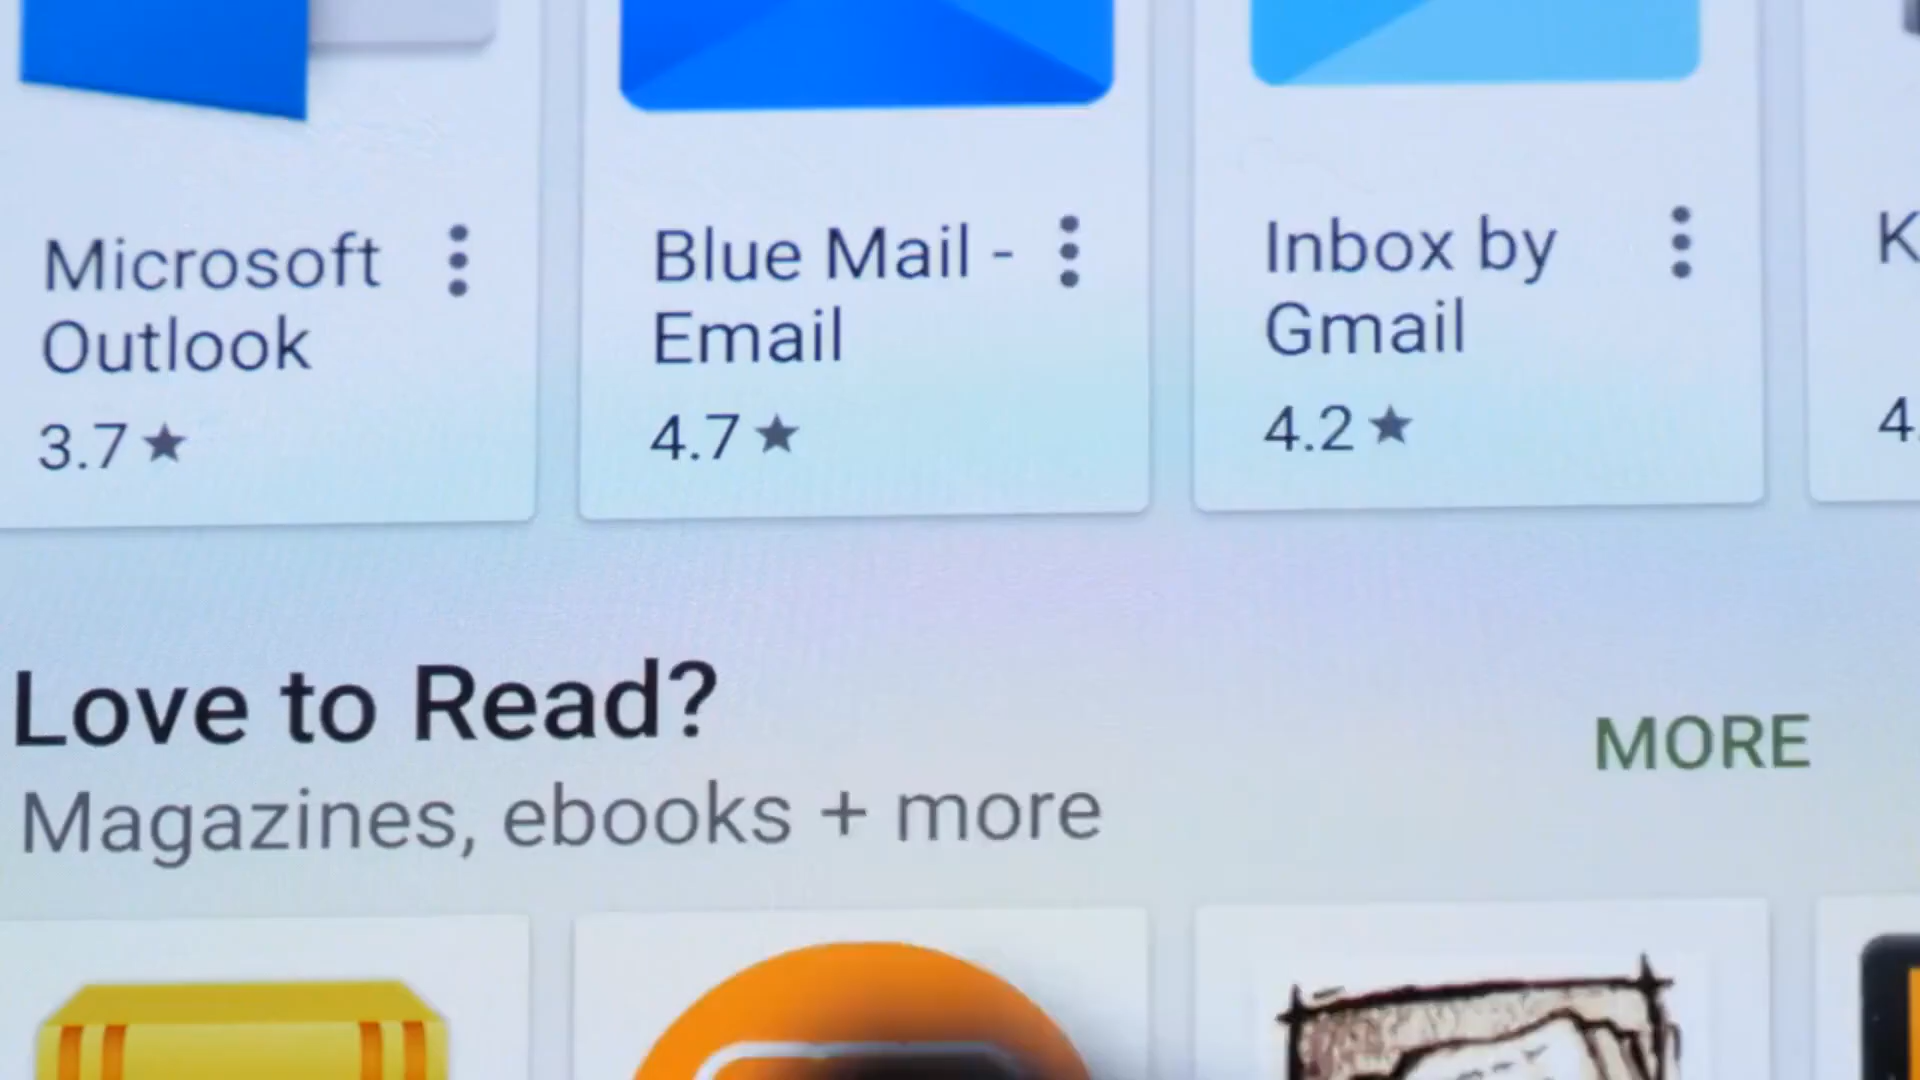 Microsoft
Outlook
3.7★
Blue Mail -
Email
4.7★
Inbox by
Gmail
4.2★
K
4.
Love to Read?
MORE
Magazines, ebooks + more